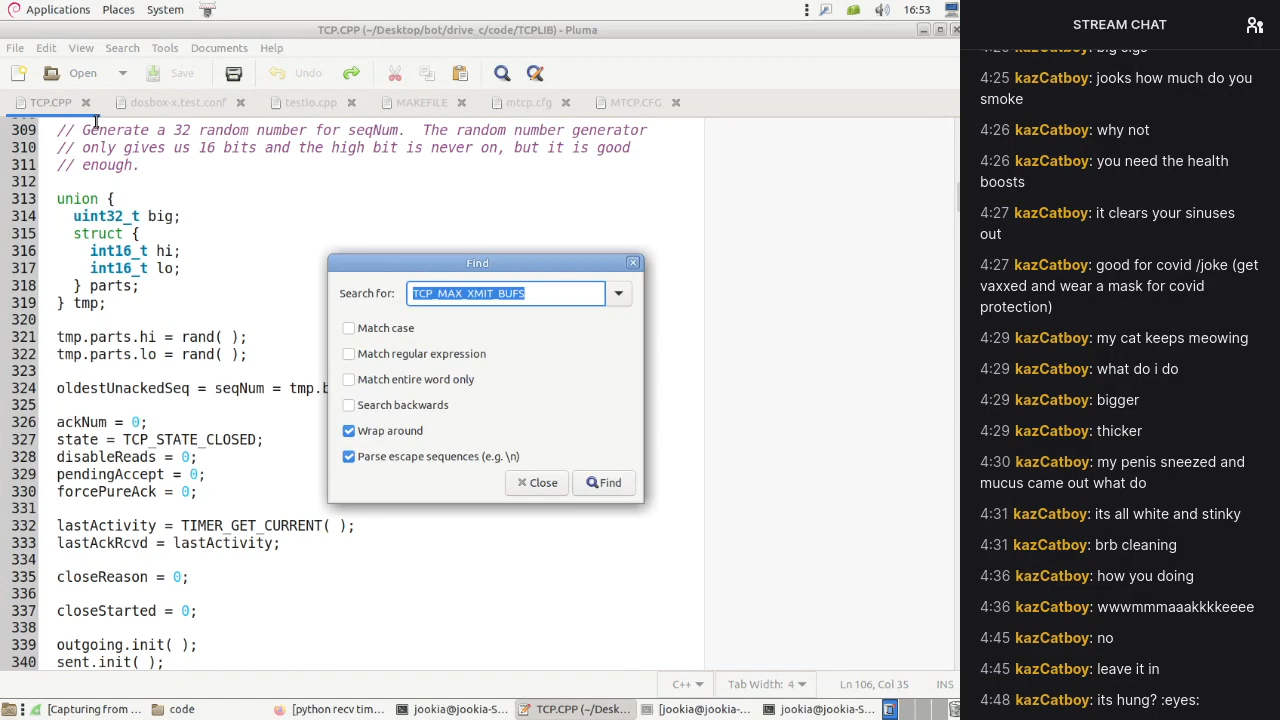 Applications Places System 16:53
TCP.CPP (~/Desktop/bot/drive_c/code/TCPLIB) - Pluma
File Edit View Search Tools Documents Help
Open Save Undo
TCP.CPP dosbox-x.test.conf testio.cpp MAKEFILE mtcp.cfg MTCP.CFG
309 // Generate a 32 random number for seqNum.  The random number generator
310 // only gives us 16 bits and the high bit is never on, but it is good
311 // enough.
312
313 union {
314   uint32_t big;
315   struct {
316     int16_t hi;
317     int16_t lo;
318   } parts;
319 } tmp;
320
321 tmp.parts.hi = rand( );
322 tmp.parts.lo = rand( );
323
324 oldestUnackedSeq = seqNum = tmp.b
325
326 ackNum = 0;
327 state = TCP_STATE_CLOSED;
328 disableReads = 0;
329 pendingAccept = 0;
330 forcePureAck = 0;
331
332 lastActivity = TIMER_GET_CURRENT( );
333 lastAckRcvd = lastActivity;
334
335 closeReason = 0;
336
337 closeStarted = 0;
338
339 outgoing.init( );
340 sent.init( );
Find
Search for: TCP_MAX_XMIT_BUFS
Match case
Match regular expression
Match entire word only
Search backwards
Wrap around
Parse escape sequences (e.g. \n)
Close Find
C++ Tab Width: 4 Ln 106, Col 35 INS
[Capturing from ... code [python@tim... jookia@jookia-S... TCP.CPP (~/Desk... [jookia@jookia-... jookia@jookia-S...
STREAM CHAT
kazCatboy: big sigs
4:25 kazCatboy: jooks how much do you
smoke
4:26 kazCatboy: why not
4:26 kazCatboy: you need the health
boosts
4:27 kazCatboy: it clears your sinuses
out
4:27 kazCatboy: good for covid /joke (get
vaxxed and wear a mask for covid
protection)
4:29 kazCatboy: my cat keeps meowing
4:29 kazCatboy: what do i do
4:29 kazCatboy: bigger
4:29 kazCatboy: thicker
4:30 kazCatboy: my penis sneezed and
mucus came out what do
4:31 kazCatboy: its all white and stinky
4:31 kazCatboy: brb cleaning
4:36 kazCatboy: how you doing
4:36 kazCatboy: wwwmmmaaakkkkeeee
4:45 kazCatboy: no
4:45 kazCatboy: leave it in
4:48 kazCatboy: its hung? :eyes: